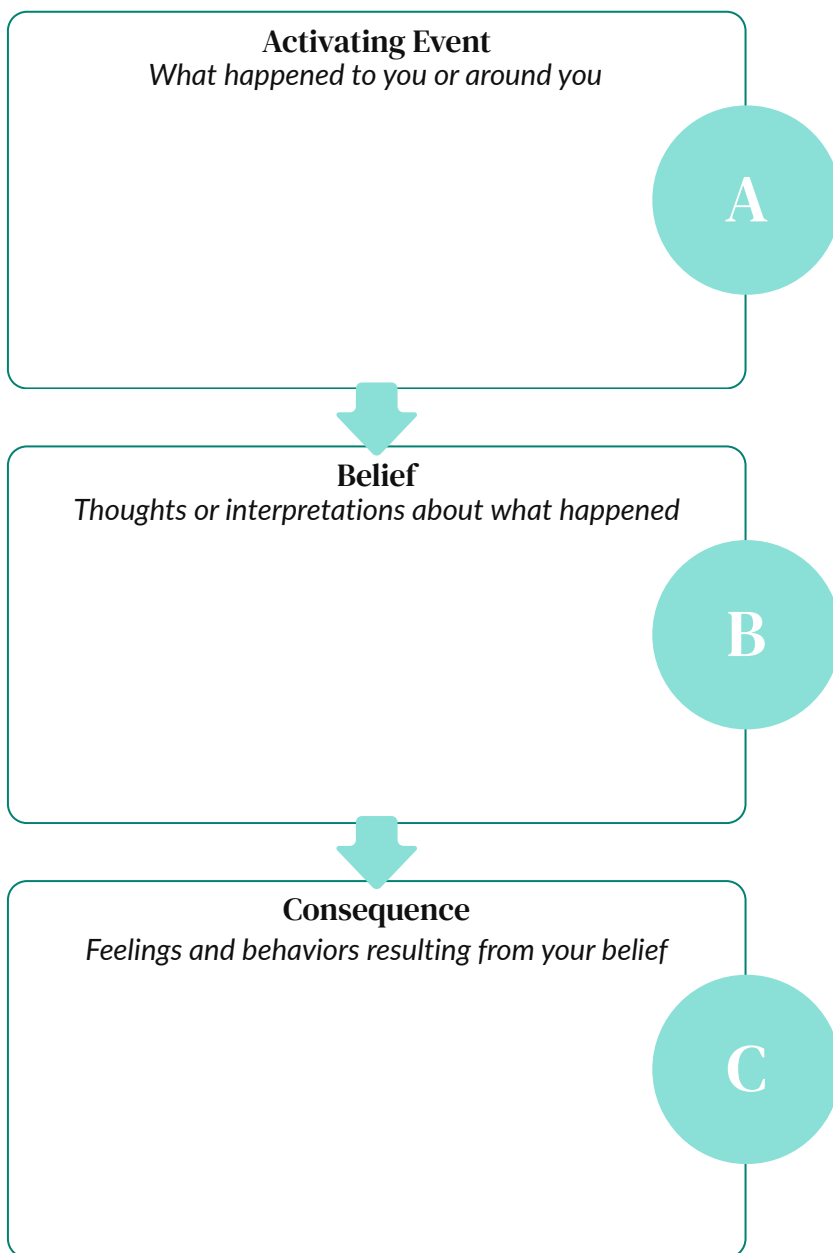 Activating Event
What happened to you or around you
A
Belief
Thoughts or interpretations about what happened
B
Consequence
Feelings and behaviors resulting from your belief
C